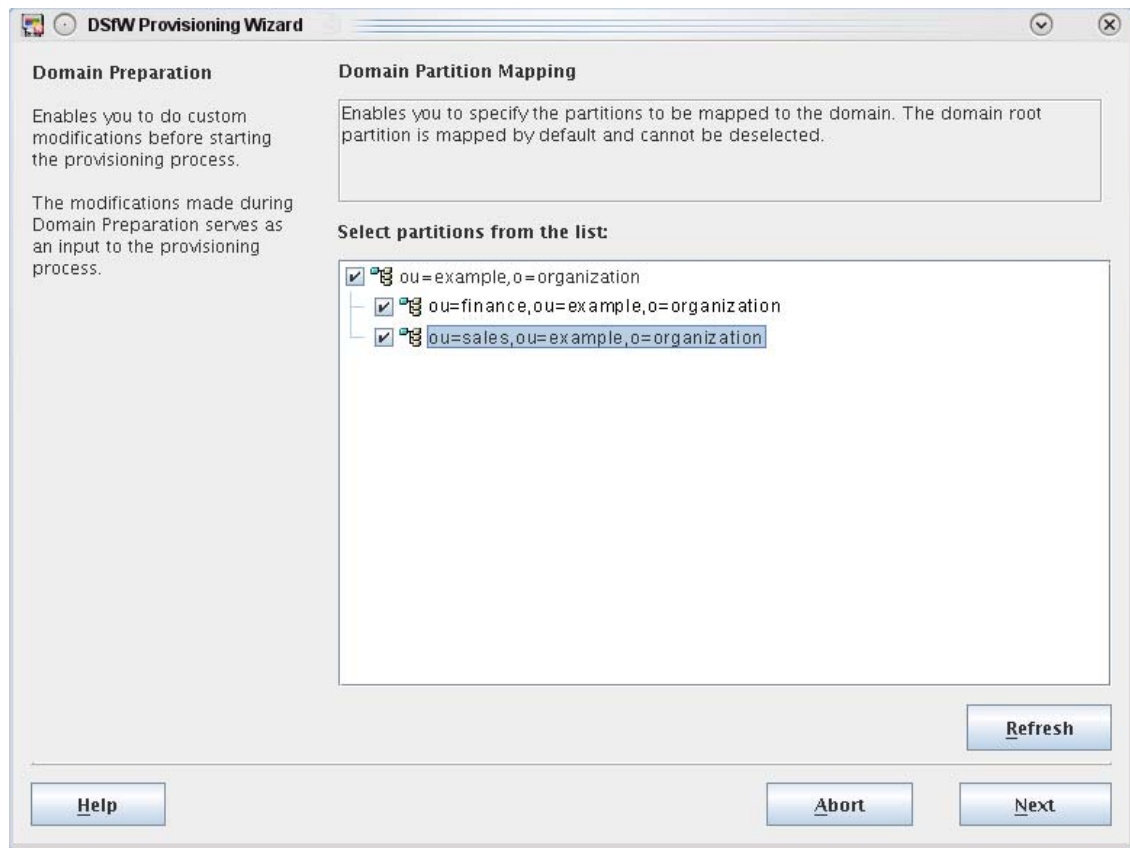 DSfW Provisioning Wizard
Domain Preparation
Enables you to do custom
modifications before starting
the provisioning process.
The modifications made during
Domain Preparation serves as
an input to the provisioning
process.
Domain Partition Mapping
Enables you to specify the partitions to be mapped to the domain. The domain root
partition is mapped by default and cannot be deselected.
Select partitions from the list:
ou=example,o=organization
ou=finance,ou=example,o=organization
ou=sales,ou=example,o=organization
Refresh
Help
Abort
Next